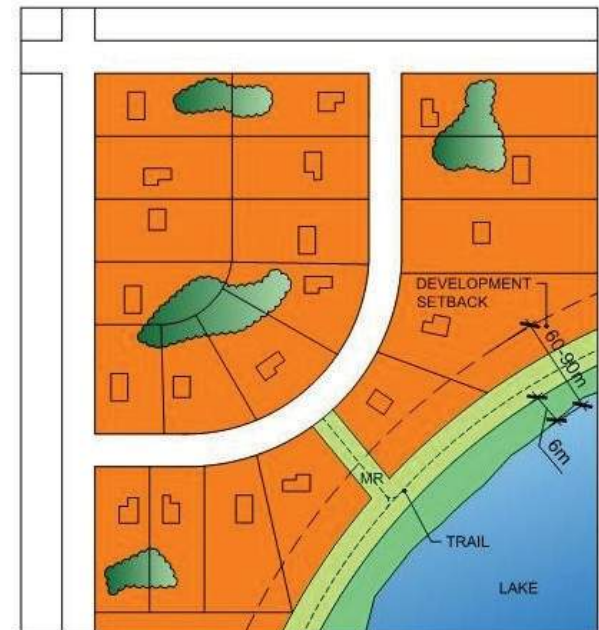 DEVELOPMENT
SETBACK
60-90m
6m
MR
TRAIL
LAKE